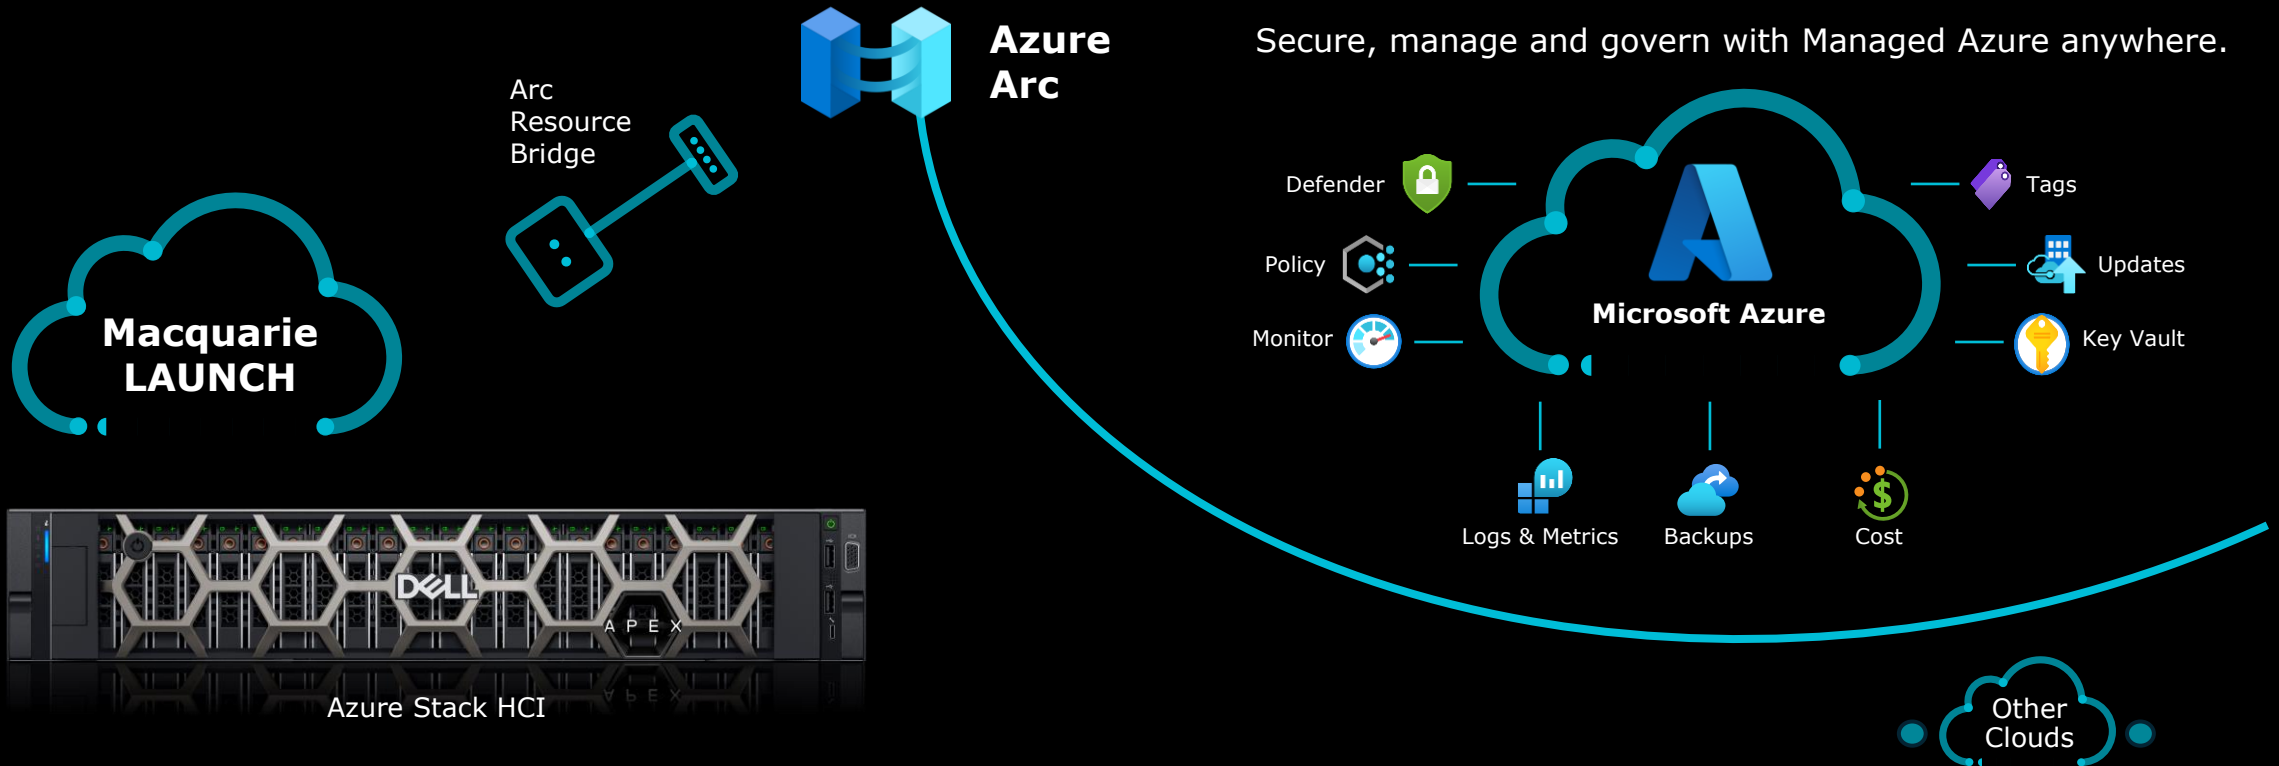 Azure
Arc
Secure, manage and govern with Managed Azure anywhere.
Arc
Resource
Bridge
Macquarie
LAUNCH
Defender
Policy
Monitor
Microsoft Azure
Tags
Updates
Key Vault
Logs & Metrics
Backups
Cost
DELL
APEX
Azure Stack HCI
Other
Clouds